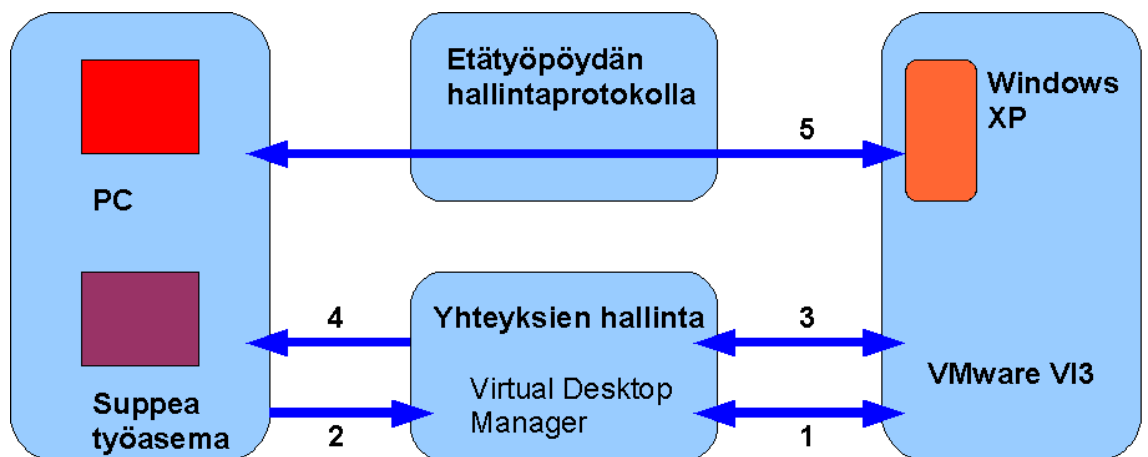 Etätyöpöydän
hallintaprotokolla
Windows
XP
5
PC
4
Yhteyksien hallinta
3
VMware VI3
Virtual Desktop
Manager
Suppea
työasema
2
1